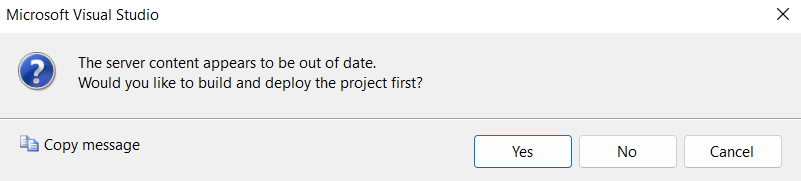 Microsoft Visual Studio
The server content appears to be out of date.
Would you like to build and deploy the project first?
Copy message
Yes
No
Cancel